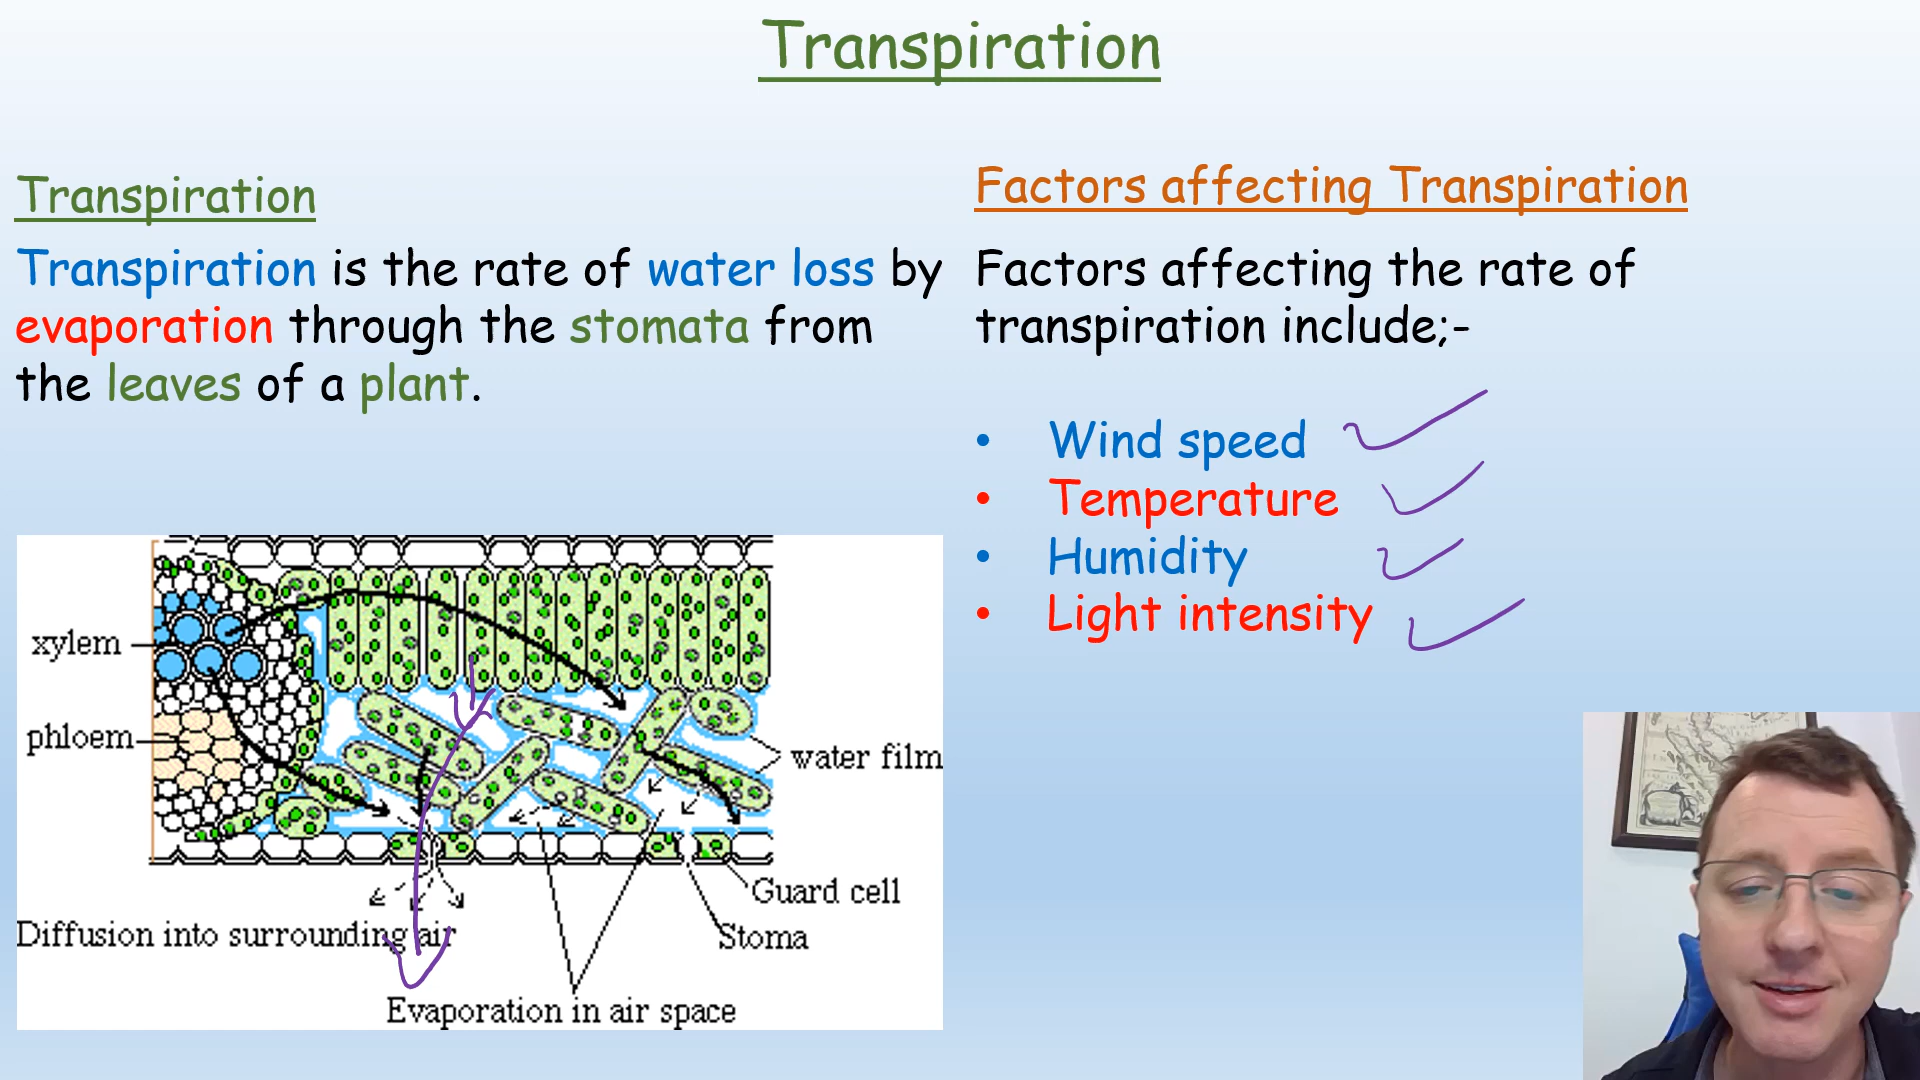 Transpiration
Transpiration
Transpiration is the rate of water loss by
evaporation through the stomata from
the leaves of a plant.
xylem
phloem
water film
Guard cell
Diffusion into surrounding air
Stoma
Evaporation in air space
Factors affecting Transpiration
Factors affecting the rate of
transpiration include;-
• Wind speed
• Temperature
• Humidity
• Light intensity